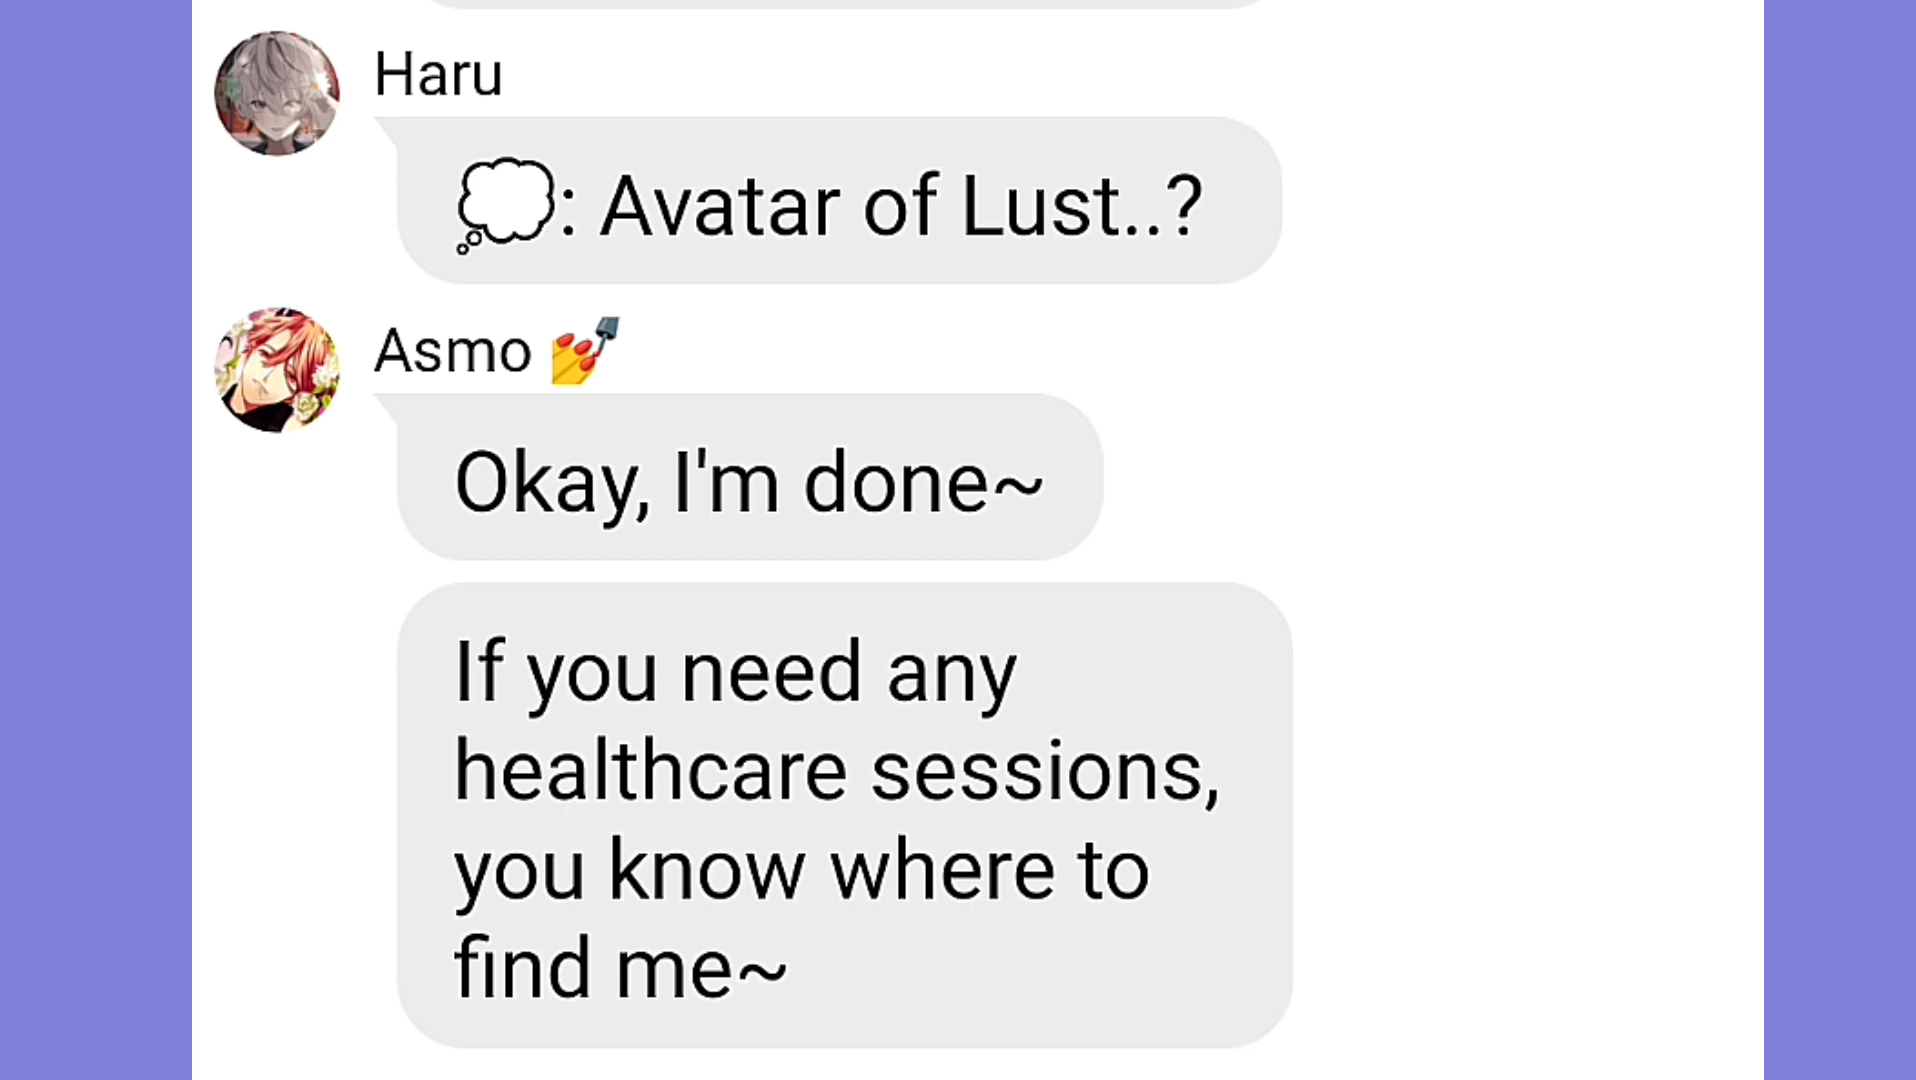 Haru
💭: Avatar of Lust..?
Asmo 💅
Okay, I'm done~
If you need any
healthcare sessions,
you know where to
find me~